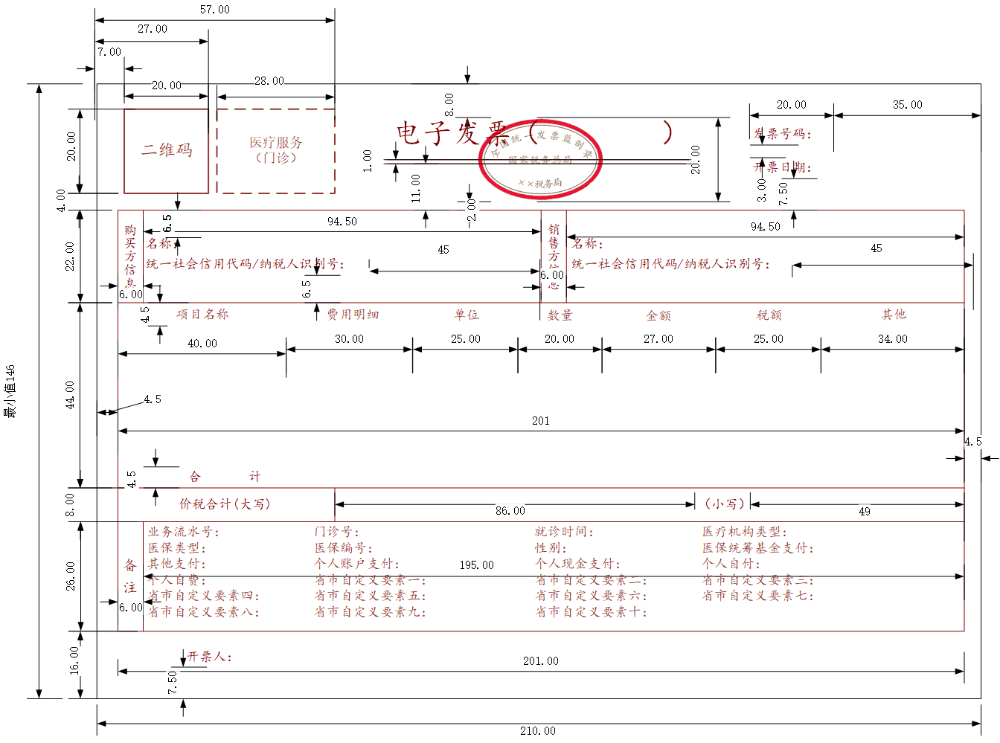 57.00
27.00
7.00
20.00
28.00
8.00
20.00
35.00
电子发票（　　　　　　）
发票号码：
全国统一发票监制章
国家税务总局
××税务局
二维码
医疗服务
（门诊）
20.00
1.00
11.00
20.00
开票日期：
3.00
7.50
4.00
2.00
6.5
94.50
94.50
购买方信息
名称：
统一社会信用代码/纳税人识别号：
45
销售方信息
名称：
统一社会信用代码/纳税人识别号：
45
22.00
6.00
6.5
6.00
4.5
项目名称
费用明细
单位
数量
金额
税额
其他
40.00
30.00
25.00
20.00
27.00
25.00
34.00
最小值146
44.00
4.5
201
4.5
4.5
合　　计
8.00
价税合计(大写)
86.00
（小写）
49
业务流水号：
门诊号：
就诊时间：
医疗机构类型：
医保类型：
医保编号：
性别：
医保统筹基金支付：
其他支付：
个人账户支付：
个人现金支付：
个人自付：
195.00
个人自费：
省市自定义要素一：
省市自定义要素二：
省市自定义要素三：
省市自定义要素四：
省市自定义要素五：
省市自定义要素六：
省市自定义要素七：
省市自定义要素八：
省市自定义要素九：
省市自定义要素十：
备注
26.00
6.00
16.00
开票人：
201.00
7.50
210.00